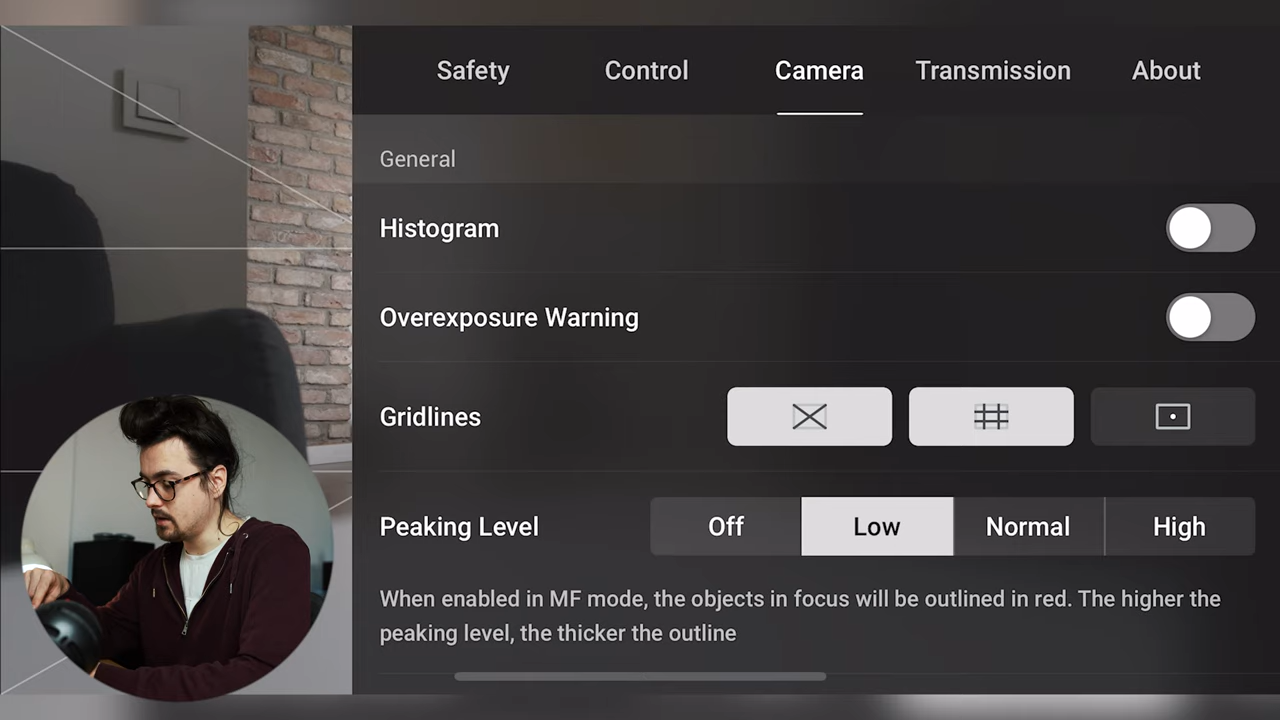 Safety Control Camera Transmission About
General
Histogram
Overexposure Warning
Gridlines
Peaking Level Off Low Normal High
When enabled in MF mode, the objects in focus will be outlined in red. The higher the
peaking level, the thicker the outline